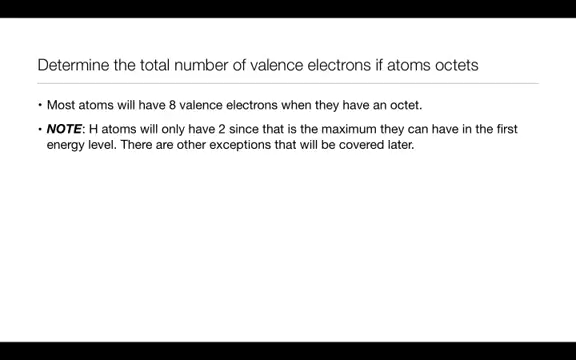 Determine the total number of valence electrons if atoms octets
• Most atoms will have 8 valence electrons when they have an octet.
• NOTE: H atoms will only have 2 since that is the maximum they can have in the first
energy level. There are other exceptions that will be covered later.